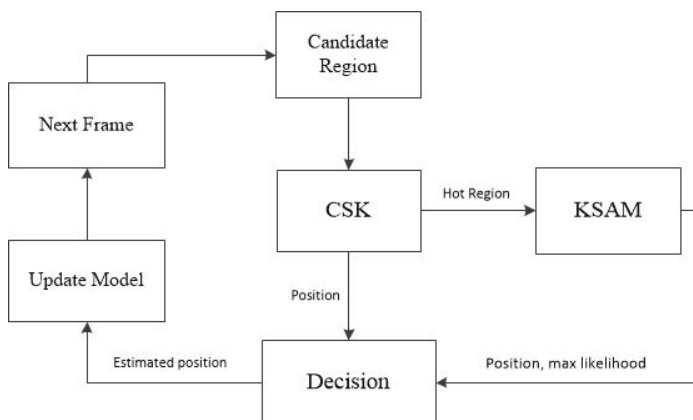 Candidate
Region
Next Frame
CSK
Hot Region
KSAM
Update Model
Position
Estimated position
Decision
Position, max likelihood